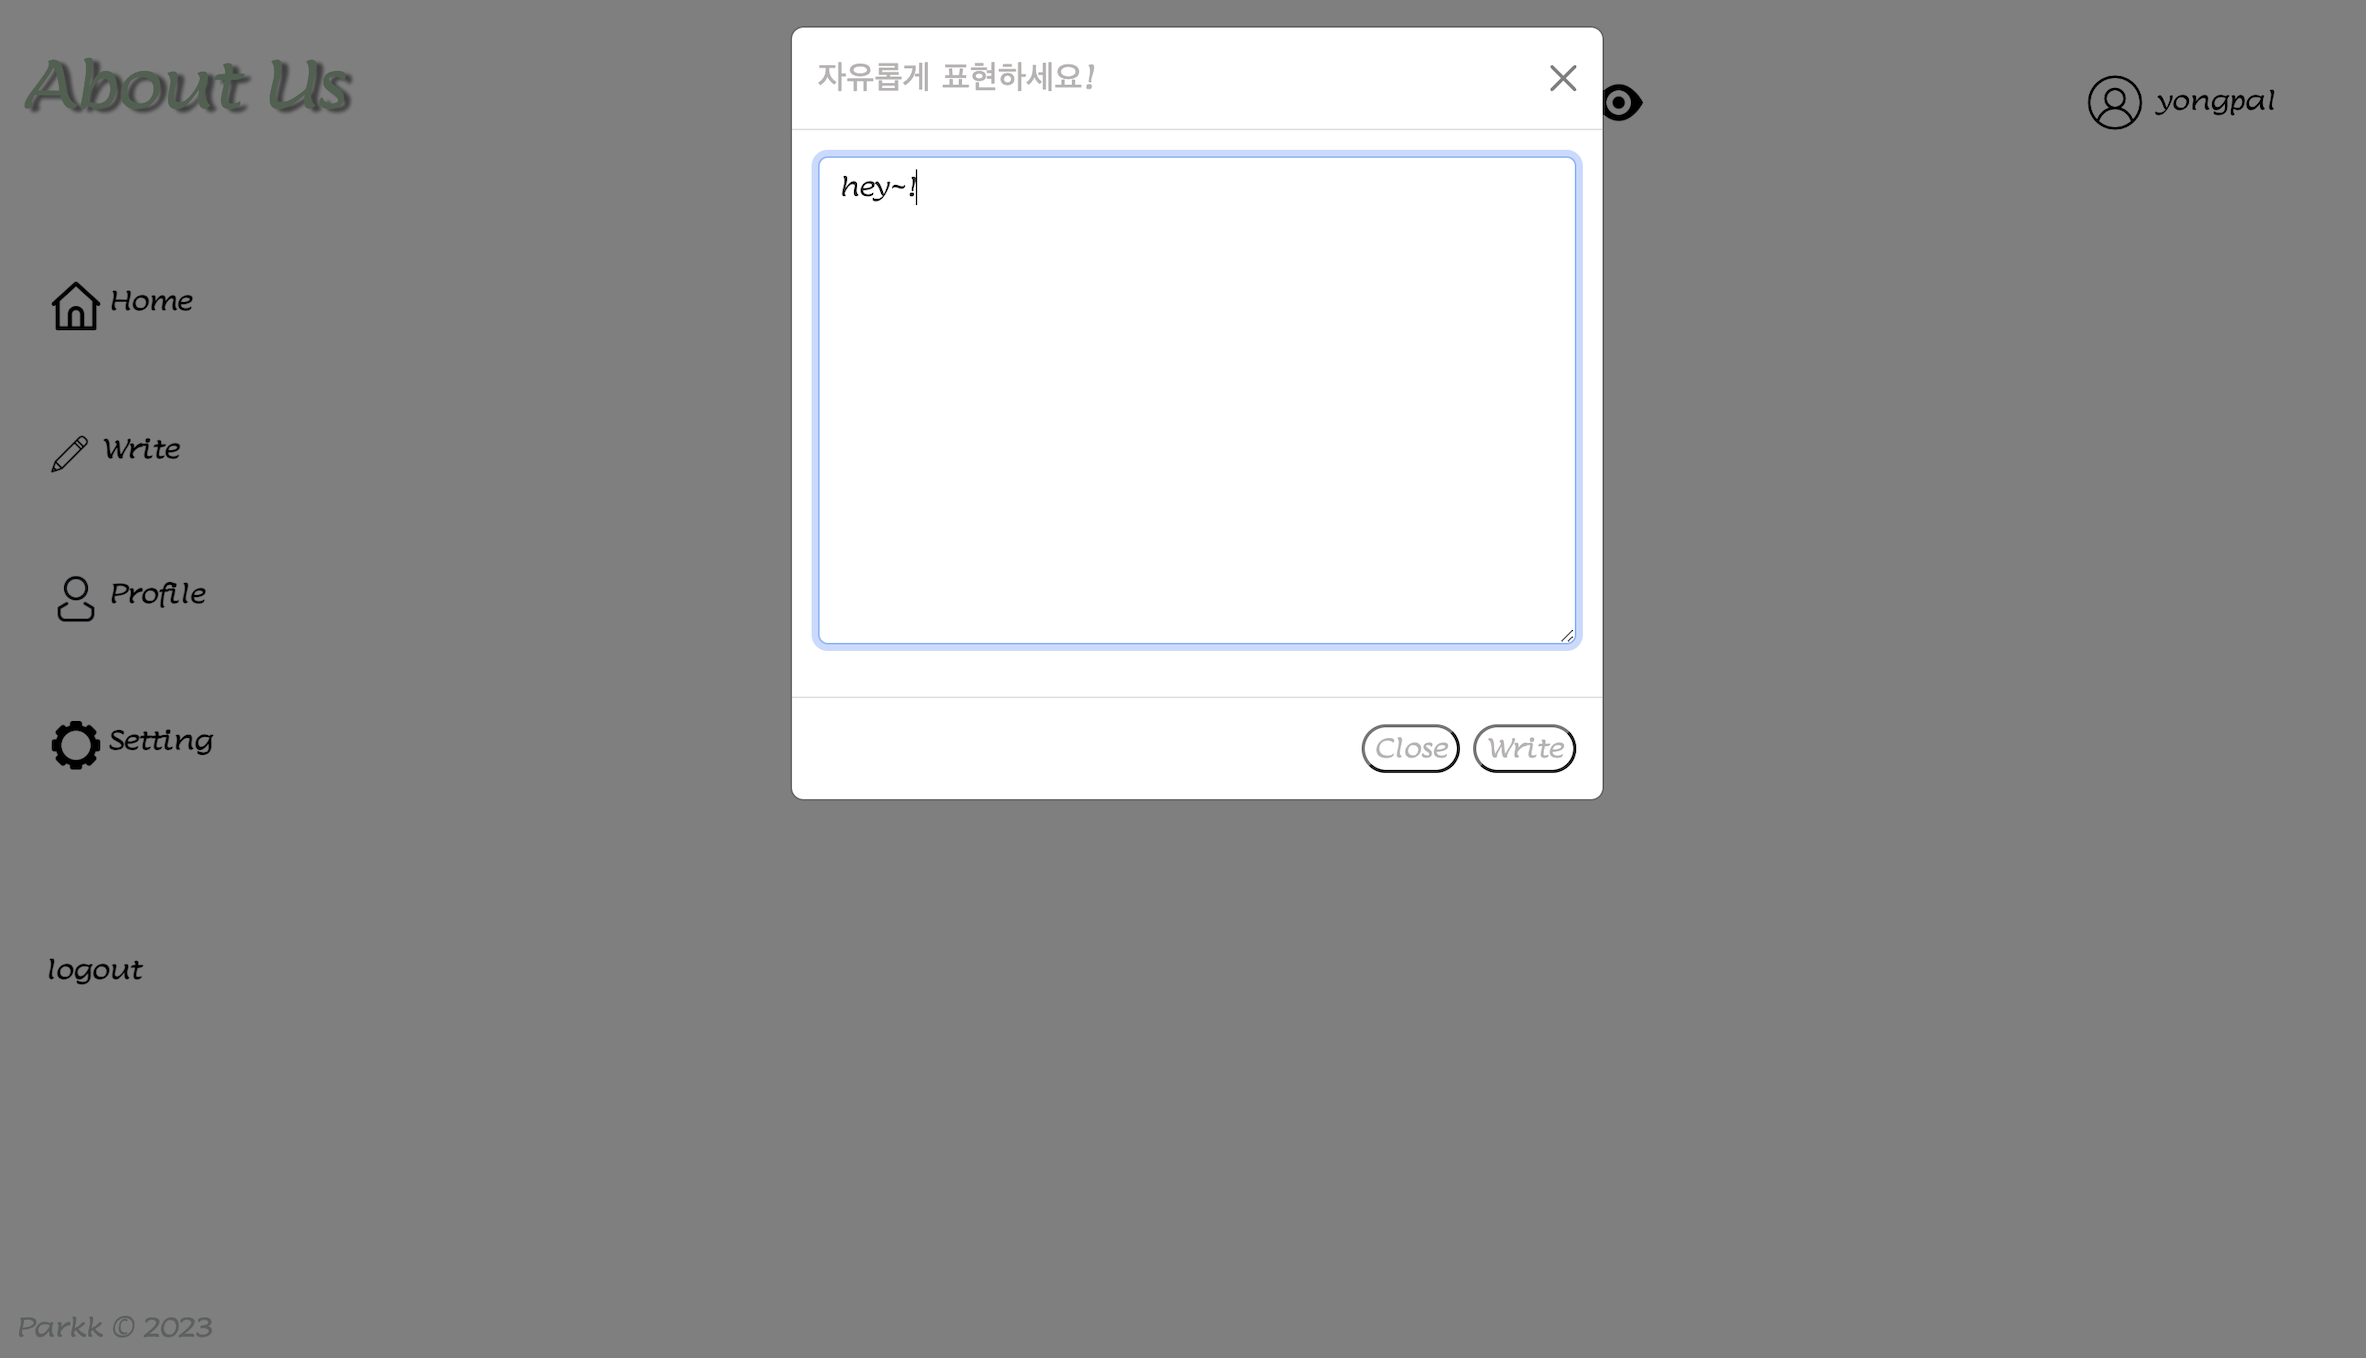 About Us
yongpal
Home
Write
Profile
Setting
logout
Parkk © 2023
자유롭게 표현하세요!
hey~!
Close
Write